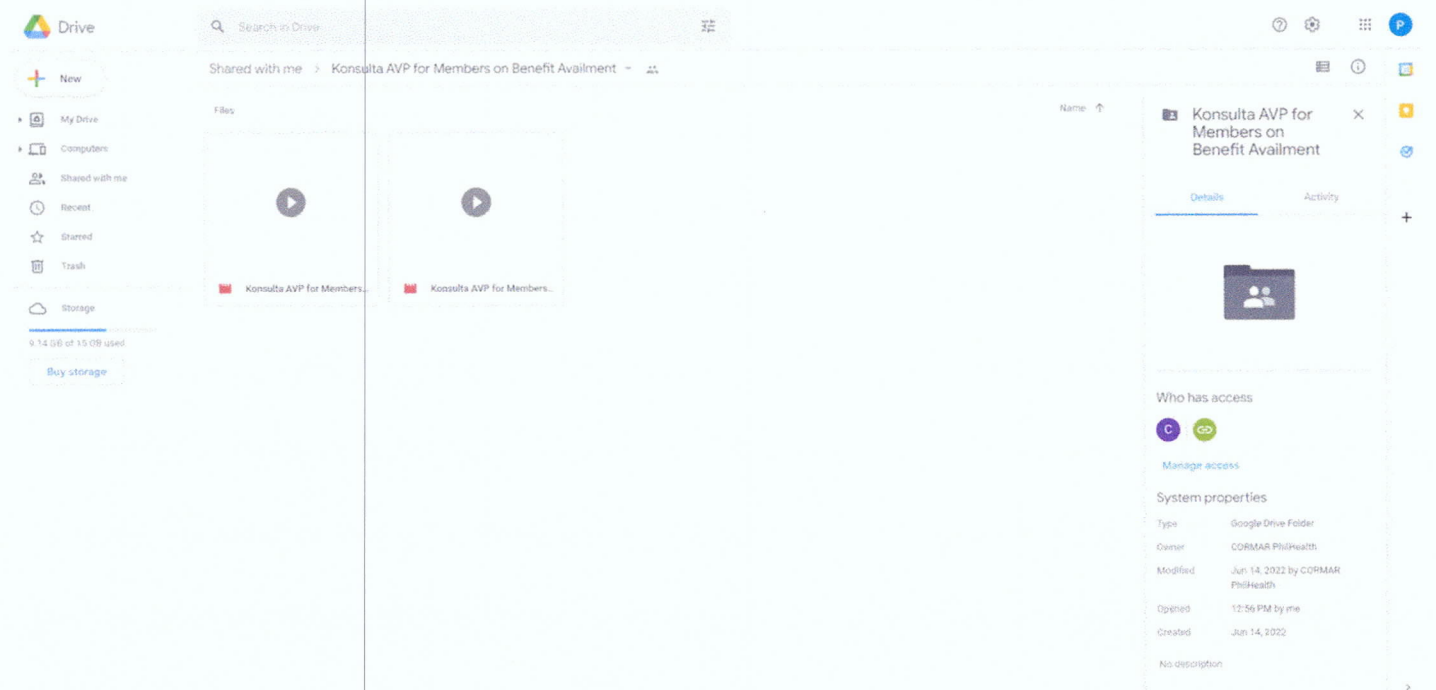 Drive
Search in Drive
P
New
Shared with me > Konsulta AVP for Members on Benefit Availment
My Drive
Computers
Shared with me
Recent
Starred
Trash
Storage
9.14 GB of 15 GB used
Buy storage
Files
Name ↑
Konsulta AVP for Members...
Konsulta AVP for Members...
Konsulta AVP for
Members on
Benefit Availment
Details
Activity
Who has access
C
Manage access
System properties
Type Google Drive Folder
Owner CORMAR PhilHealth
Modified Jun 14, 2022 by CORMAR
PhilHealth
Opened 12:56 PM by me
Created Jun 14, 2022
No description